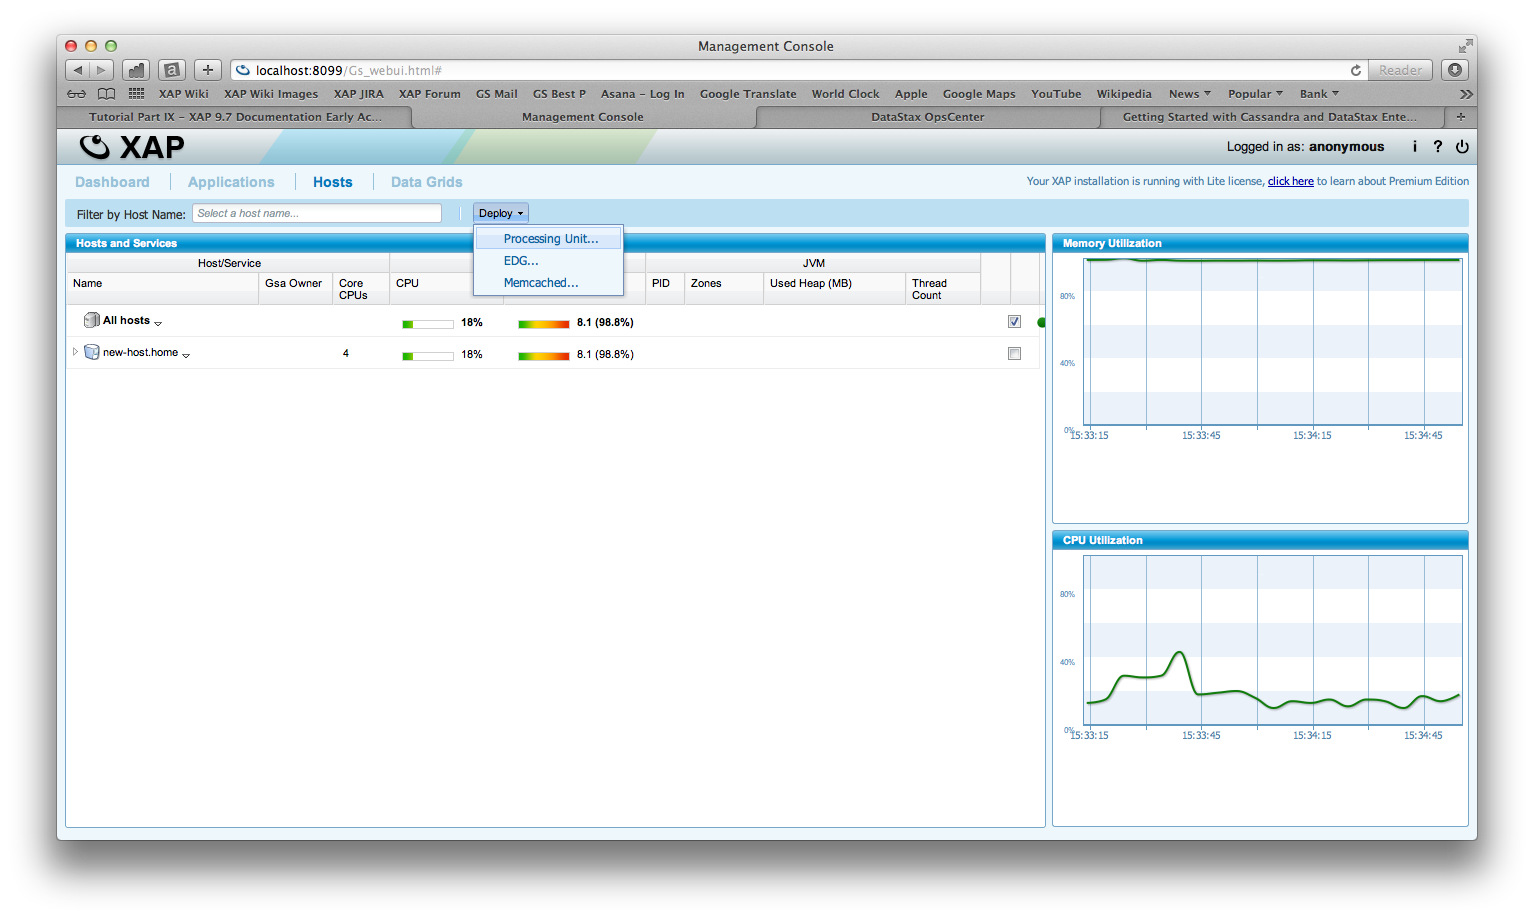 Management Console
localhost:8099/Gs_webui.html#
Reader
XAP Wiki XAP Wiki Images XAP JIRA XAP Forum GS Mail GS Best P Asana – Log In Google Translate World Clock Apple Google Maps YouTube Wikipedia News Popular Bank
Tutorial Part IX – XAP 9.7 Documentation Early Ac... Management Console DataStax OpsCenter Getting Started with Cassandra and DataStax Ente...
XAP
Logged in as: anonymous i ?
Dashboard Applications Hosts Data Grids
Your XAP installation is running with Lite license, click here to learn about Premium Edition
Filter by Host Name: Select a host name... Deploy
Processing Unit...
EDG...
Memcached...
Hosts and Services
Host/Service JVM
Name Gsa Owner Core CPUs CPU PID Zones Used Heap (MB) Thread Count
All hosts 18% 8.1 (98.8%)
new-host.home 4 18% 8.1 (98.8%)
Memory Utilization
80%
40%
0%
15:33:15 15:33:45 15:34:15 15:34:45
CPU Utilization
80%
40%
0%
15:33:15 15:33:45 15:34:15 15:34:45